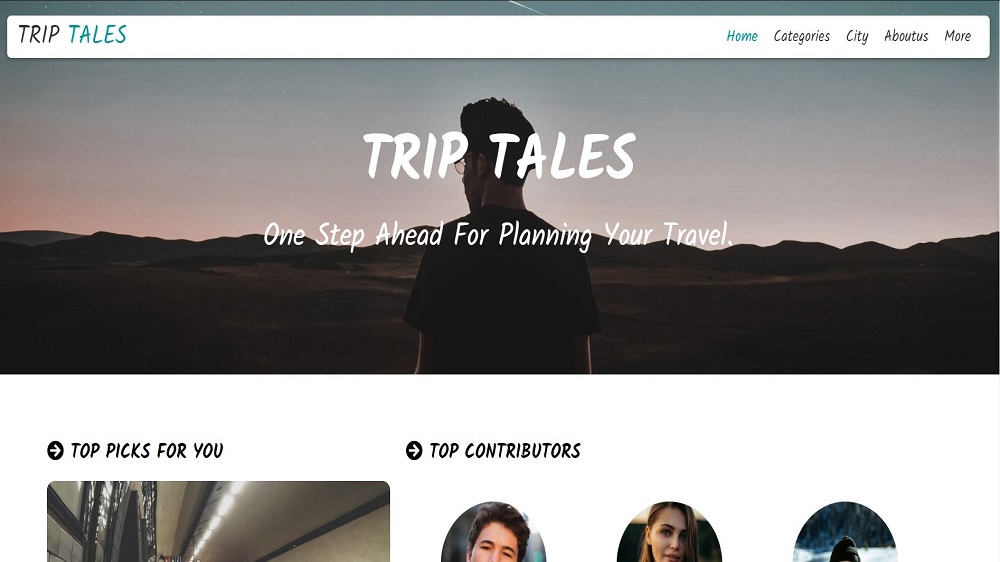 TRIP TALES
Home Categories City Aboutus More
TRIP TALES
One Step Ahead For Planning Your Travel.
TOP PICKS FOR YOU
TOP CONTRIBUTORS